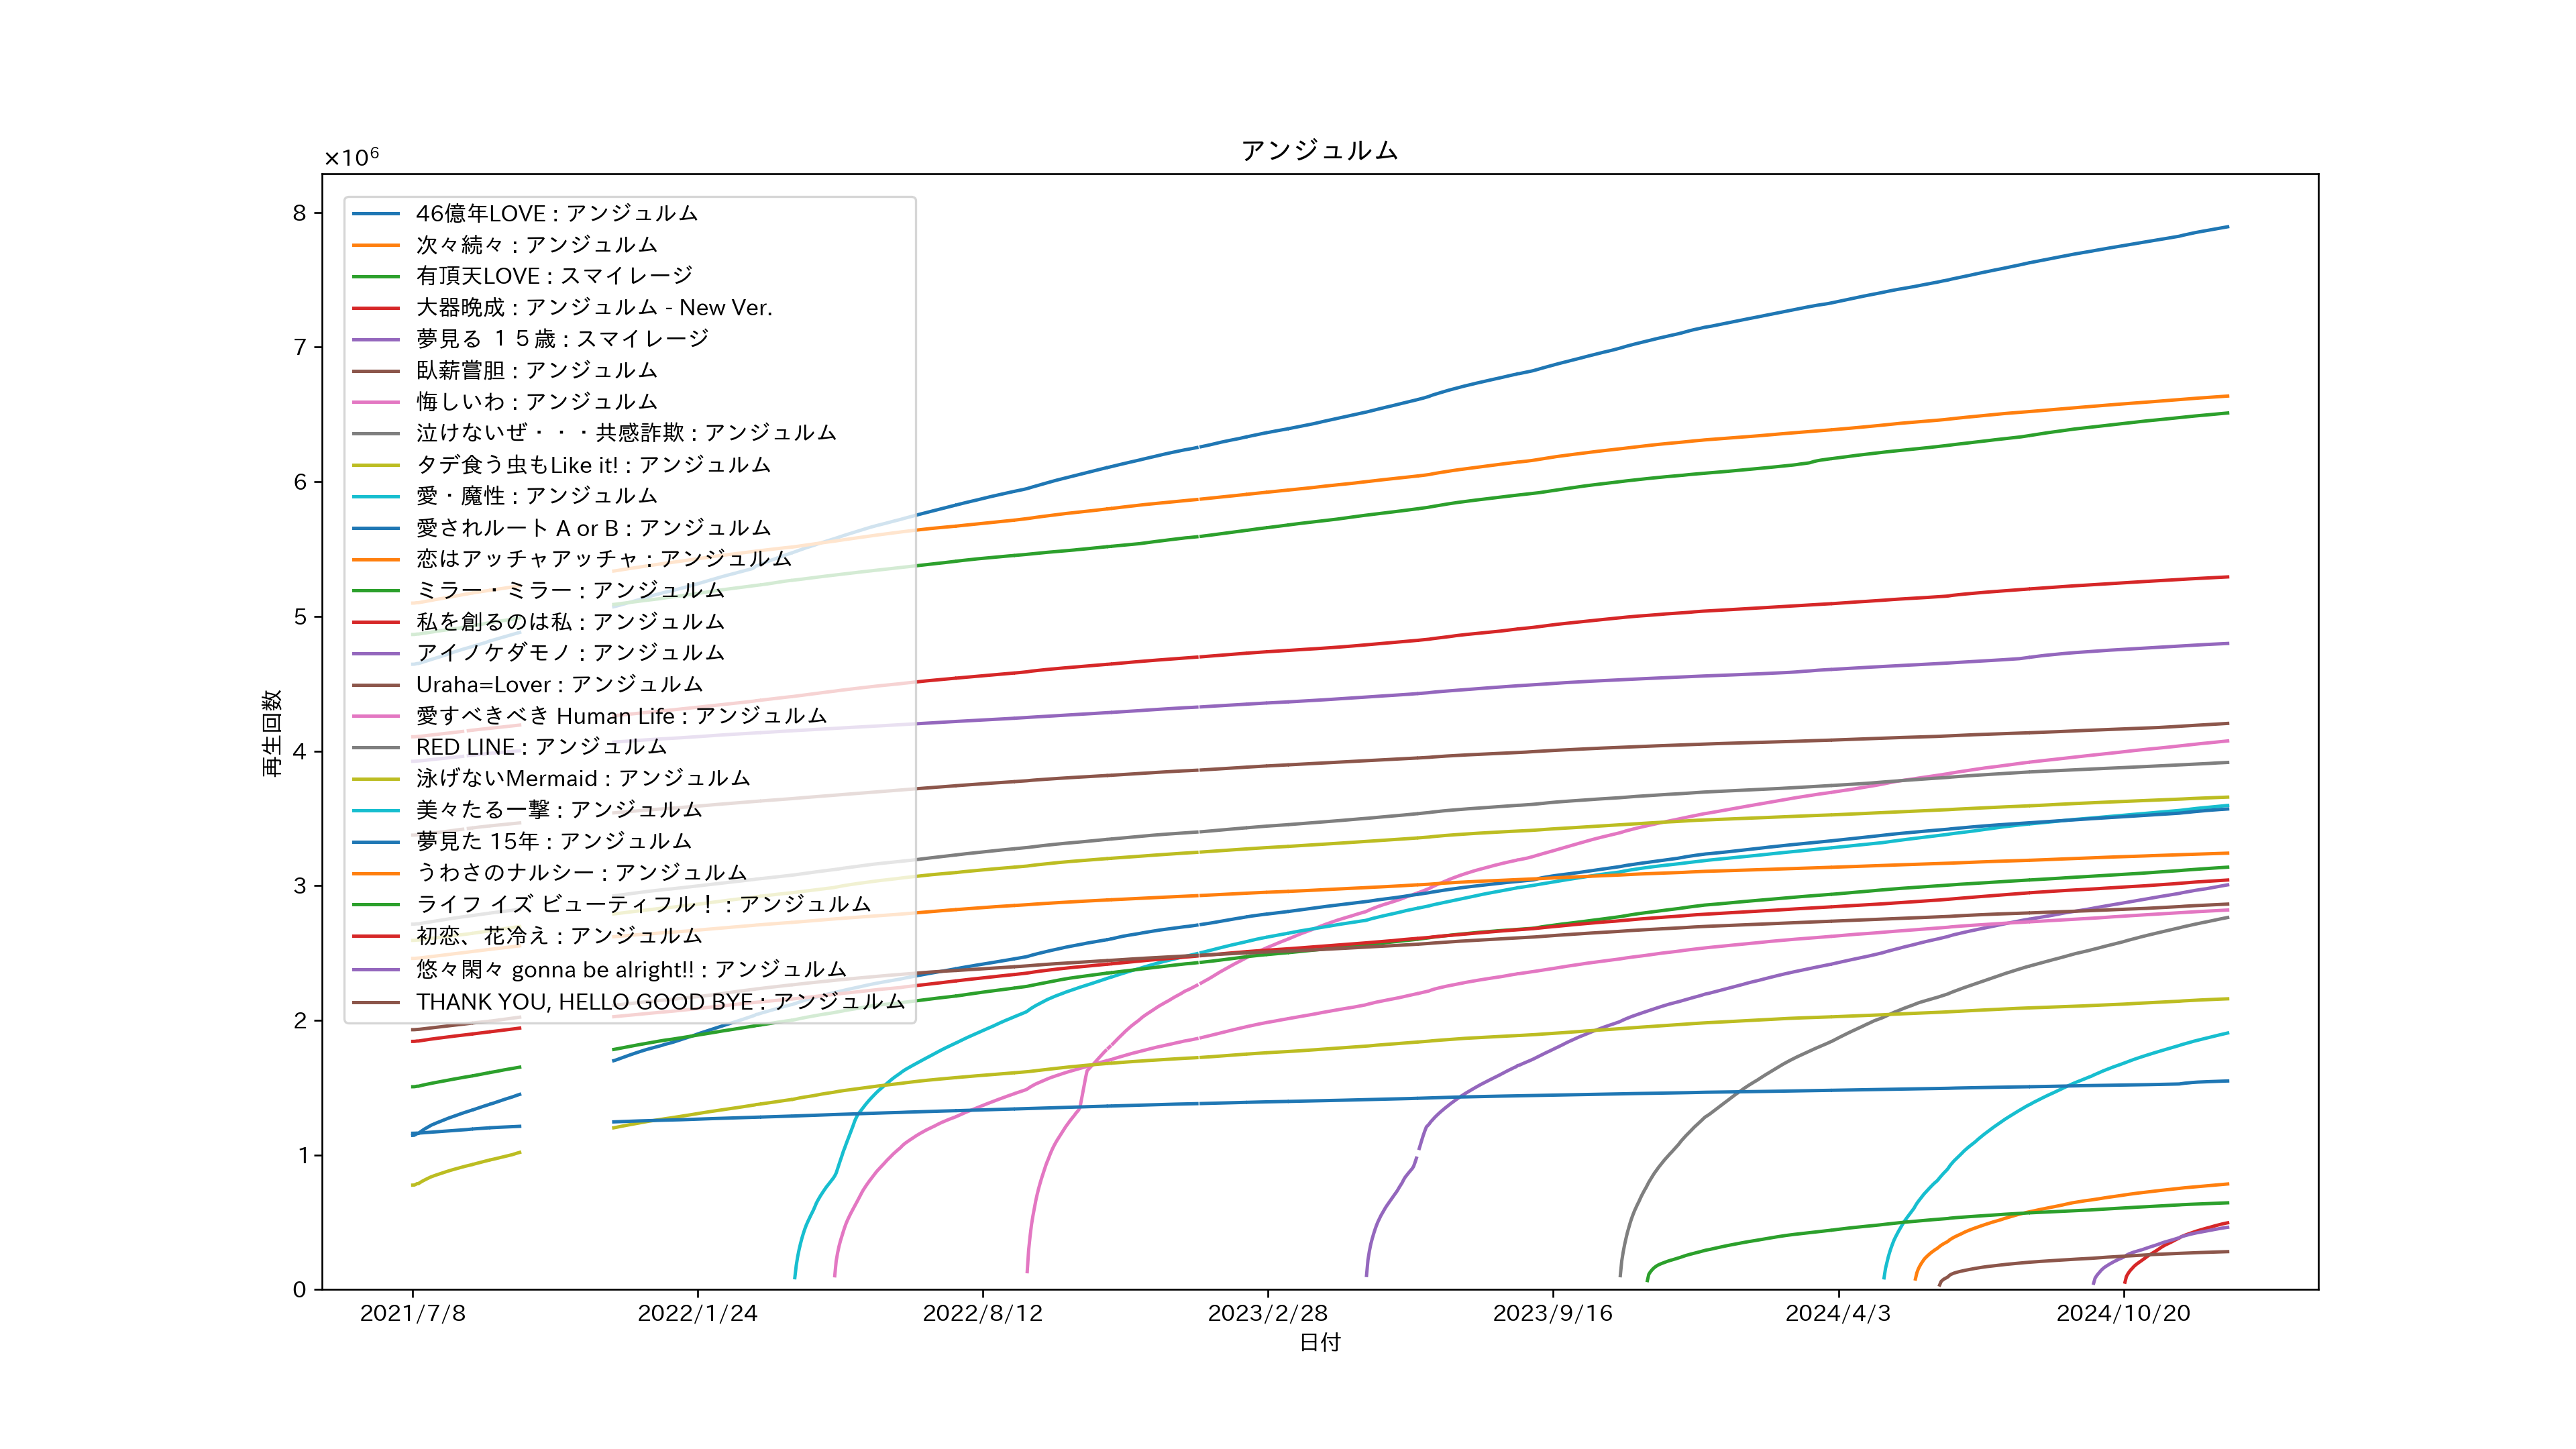 アンジュルム
×10⁶
8
7
6
5
4
3
2
1
0
再生回数
46億年LOVE : アンジュルム
次々続々 : アンジュルム
有頂天LOVE : スマイレージ
大器晩成 : アンジュルム - New Ver.
夢見る １５歳 : スマイレージ
臥薪嘗胆 : アンジュルム
悔しいわ : アンジュルム
泣けないぜ・・・共感詐欺 : アンジュルム
タデ食う虫もLike it! : アンジュルム
愛・魔性 : アンジュルム
愛されルート A or B : アンジュルム
恋はアッチャアッチャ : アンジュルム
ミラー・ミラー : アンジュルム
私を創るのは私 : アンジュルム
アイノケダモノ : アンジュルム
Uraha=Lover : アンジュルム
愛すべきべき Human Life : アンジュルム
RED LINE : アンジュルム
泳げないMermaid : アンジュルム
美々たる一撃 : アンジュルム
夢見た 15年 : アンジュルム
うわさのナルシー : アンジュルム
ライフ イズ ビューティフル！ : アンジュルム
初恋、花冷え : アンジュルム
悠々閑々 gonna be alright!! : アンジュルム
THANK YOU, HELLO GOOD BYE : アンジュルム
2021/7/8 2022/1/24 2022/8/12 2023/2/28 2023/9/16 2024/4/3 2024/10/20
日付